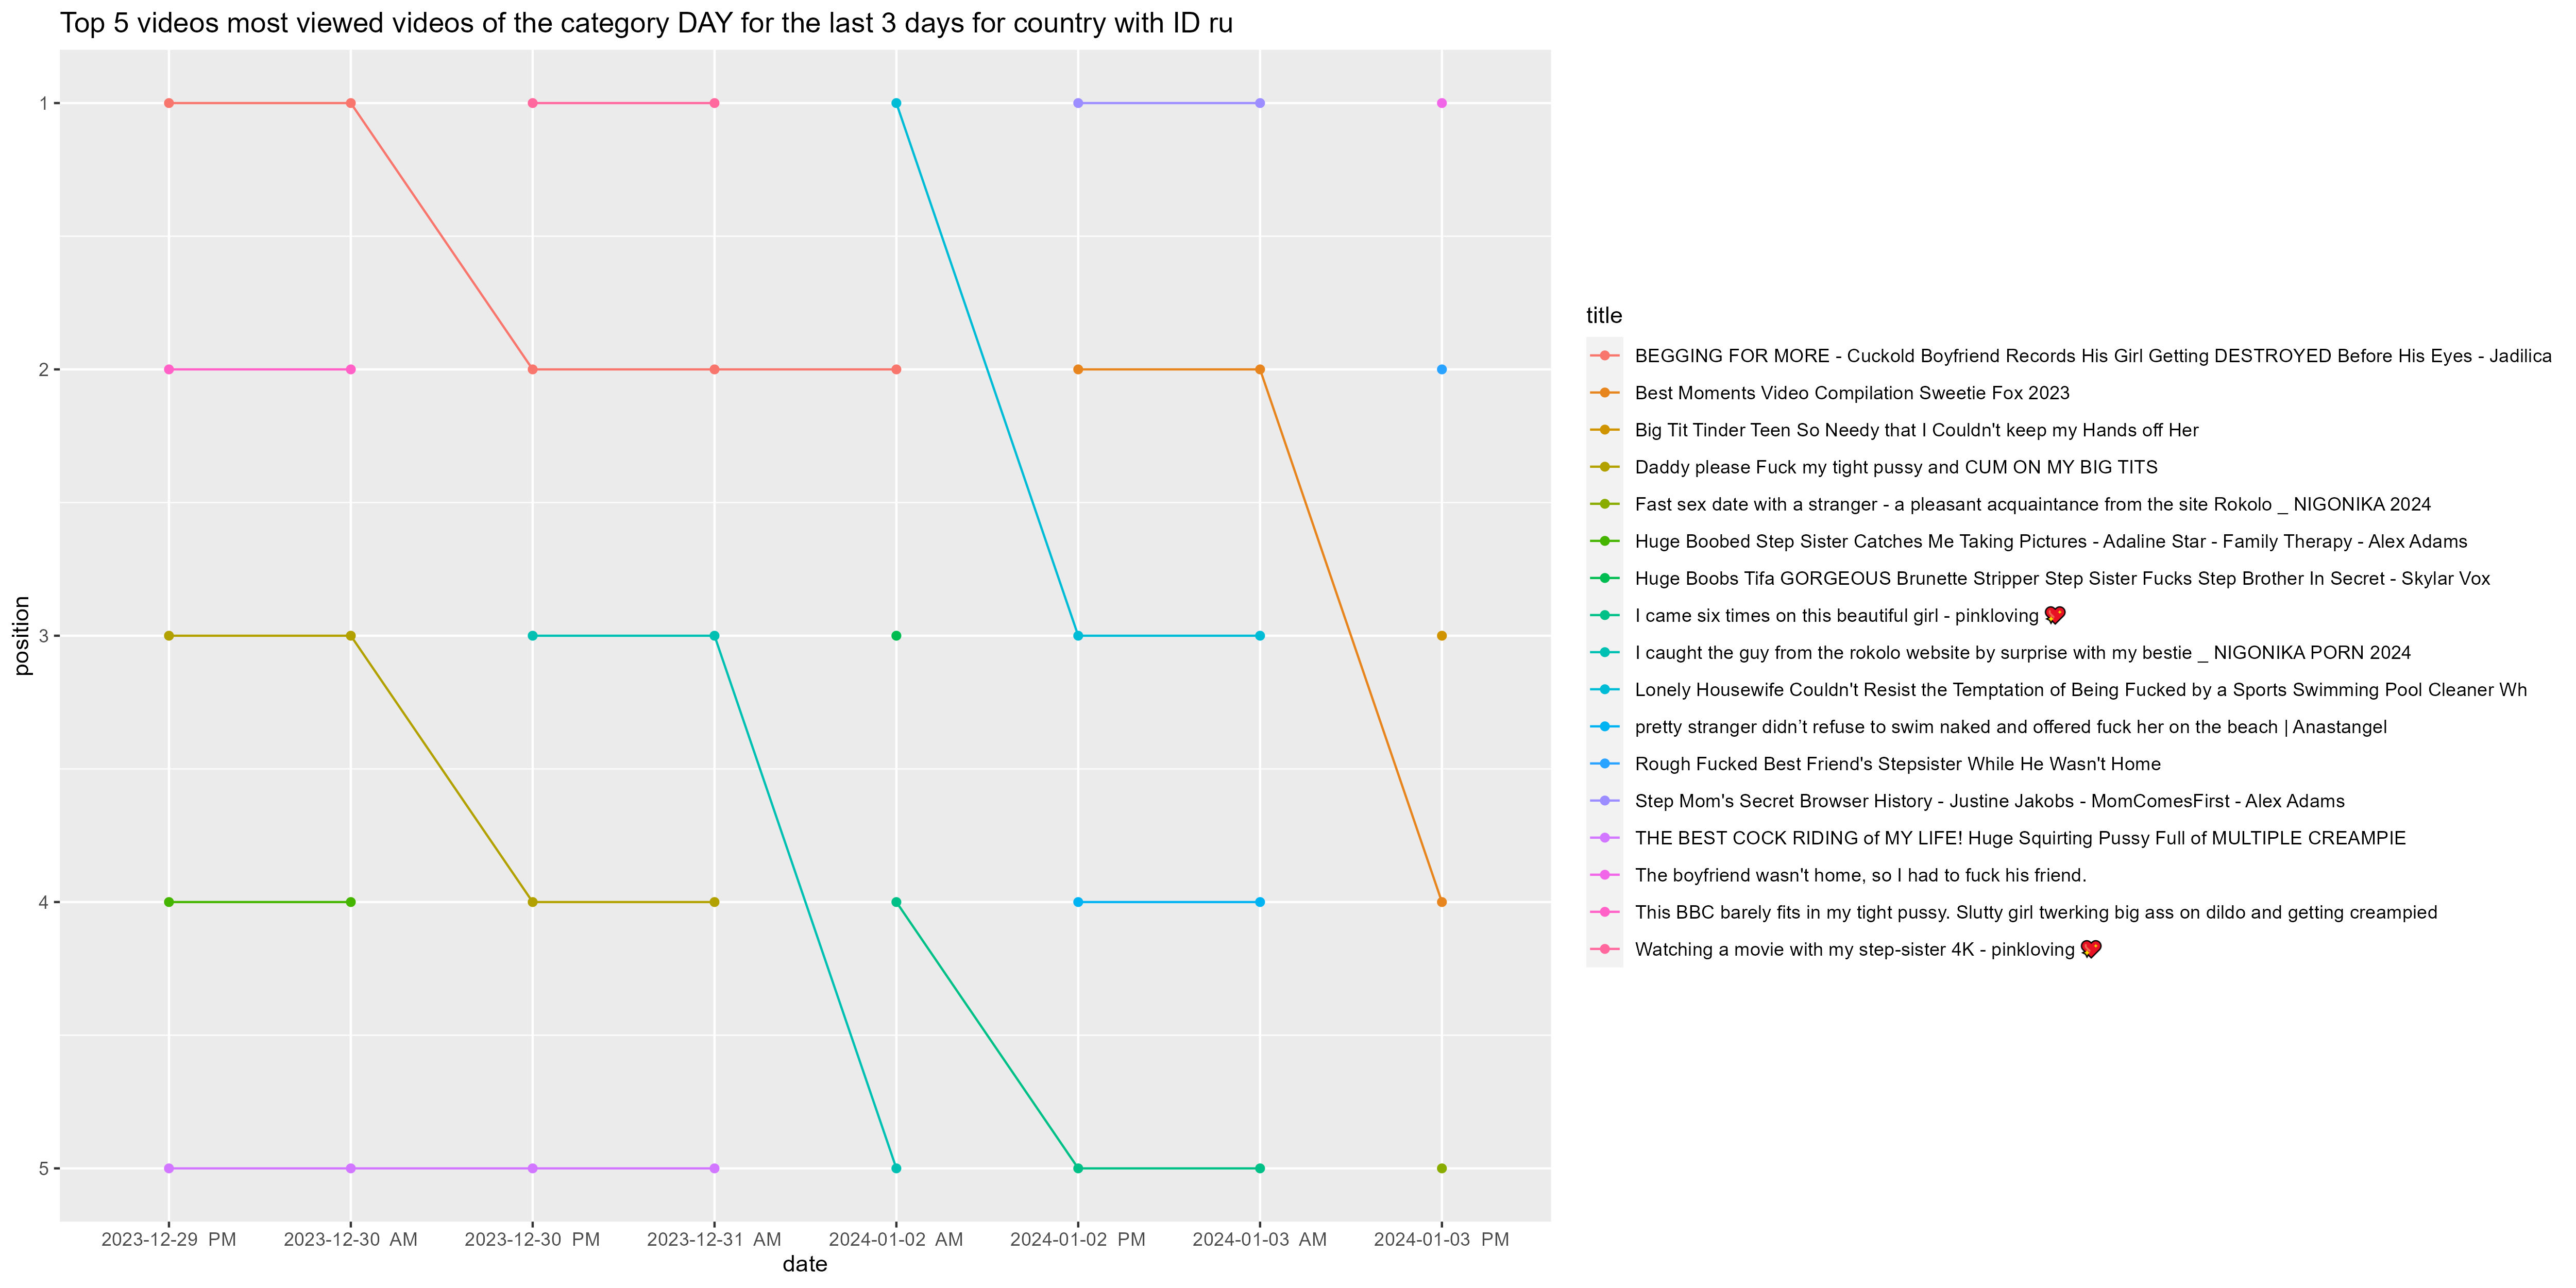 Top 5 videos most viewed videos of the category DAY for the last 3 days for country with ID ru
position
1
2
3
4
5
2023-12-29 PM
2023-12-30 AM
2023-12-30 PM
2023-12-31 AM
2024-01-02 AM
2024-01-02 PM
2024-01-03 AM
2024-01-03 PM
date
title
BEGGING FOR MORE - Cuckold Boyfriend Records His Girl Getting DESTROYED Before His Eyes - Jadilica
Best Moments Video Compilation Sweetie Fox 2023
Big Tit Tinder Teen So Needy that I Couldn't keep my Hands off Her
Daddy please Fuck my tight pussy and CUM ON MY BIG TITS
Fast sex date with a stranger - a pleasant acquaintance from the site Rokolo _ NIGONIKA 2024
Huge Boobed Step Sister Catches Me Taking Pictures - Adaline Star - Family Therapy - Alex Adams
Huge Boobs Tifa GORGEOUS Brunette Stripper Step Sister Fucks Step Brother In Secret - Skylar Vox
I came six times on this beautiful girl - pinkloving 💖
I caught the guy from the rokolo website by surprise with my bestie _ NIGONIKA PORN 2024
Lonely Housewife Couldn't Resist the Temptation of Being Fucked by a Sports Swimming Pool Cleaner Wh
pretty stranger didn’t refuse to swim naked and offered fuck her on the beach | Anastangel
Rough Fucked Best Friend's Stepsister While He Wasn't Home
Step Mom's Secret Browser History - Justine Jakobs - MomComesFirst - Alex Adams
THE BEST COCK RIDING of MY LIFE! Huge Squirting Pussy Full of MULTIPLE CREAMPIE
The boyfriend wasn't home, so I had to fuck his friend.
This BBC barely fits in my tight pussy. Slutty girl twerking big ass on dildo and getting creampied
Watching a movie with my step-sister 4K - pinkloving 💖